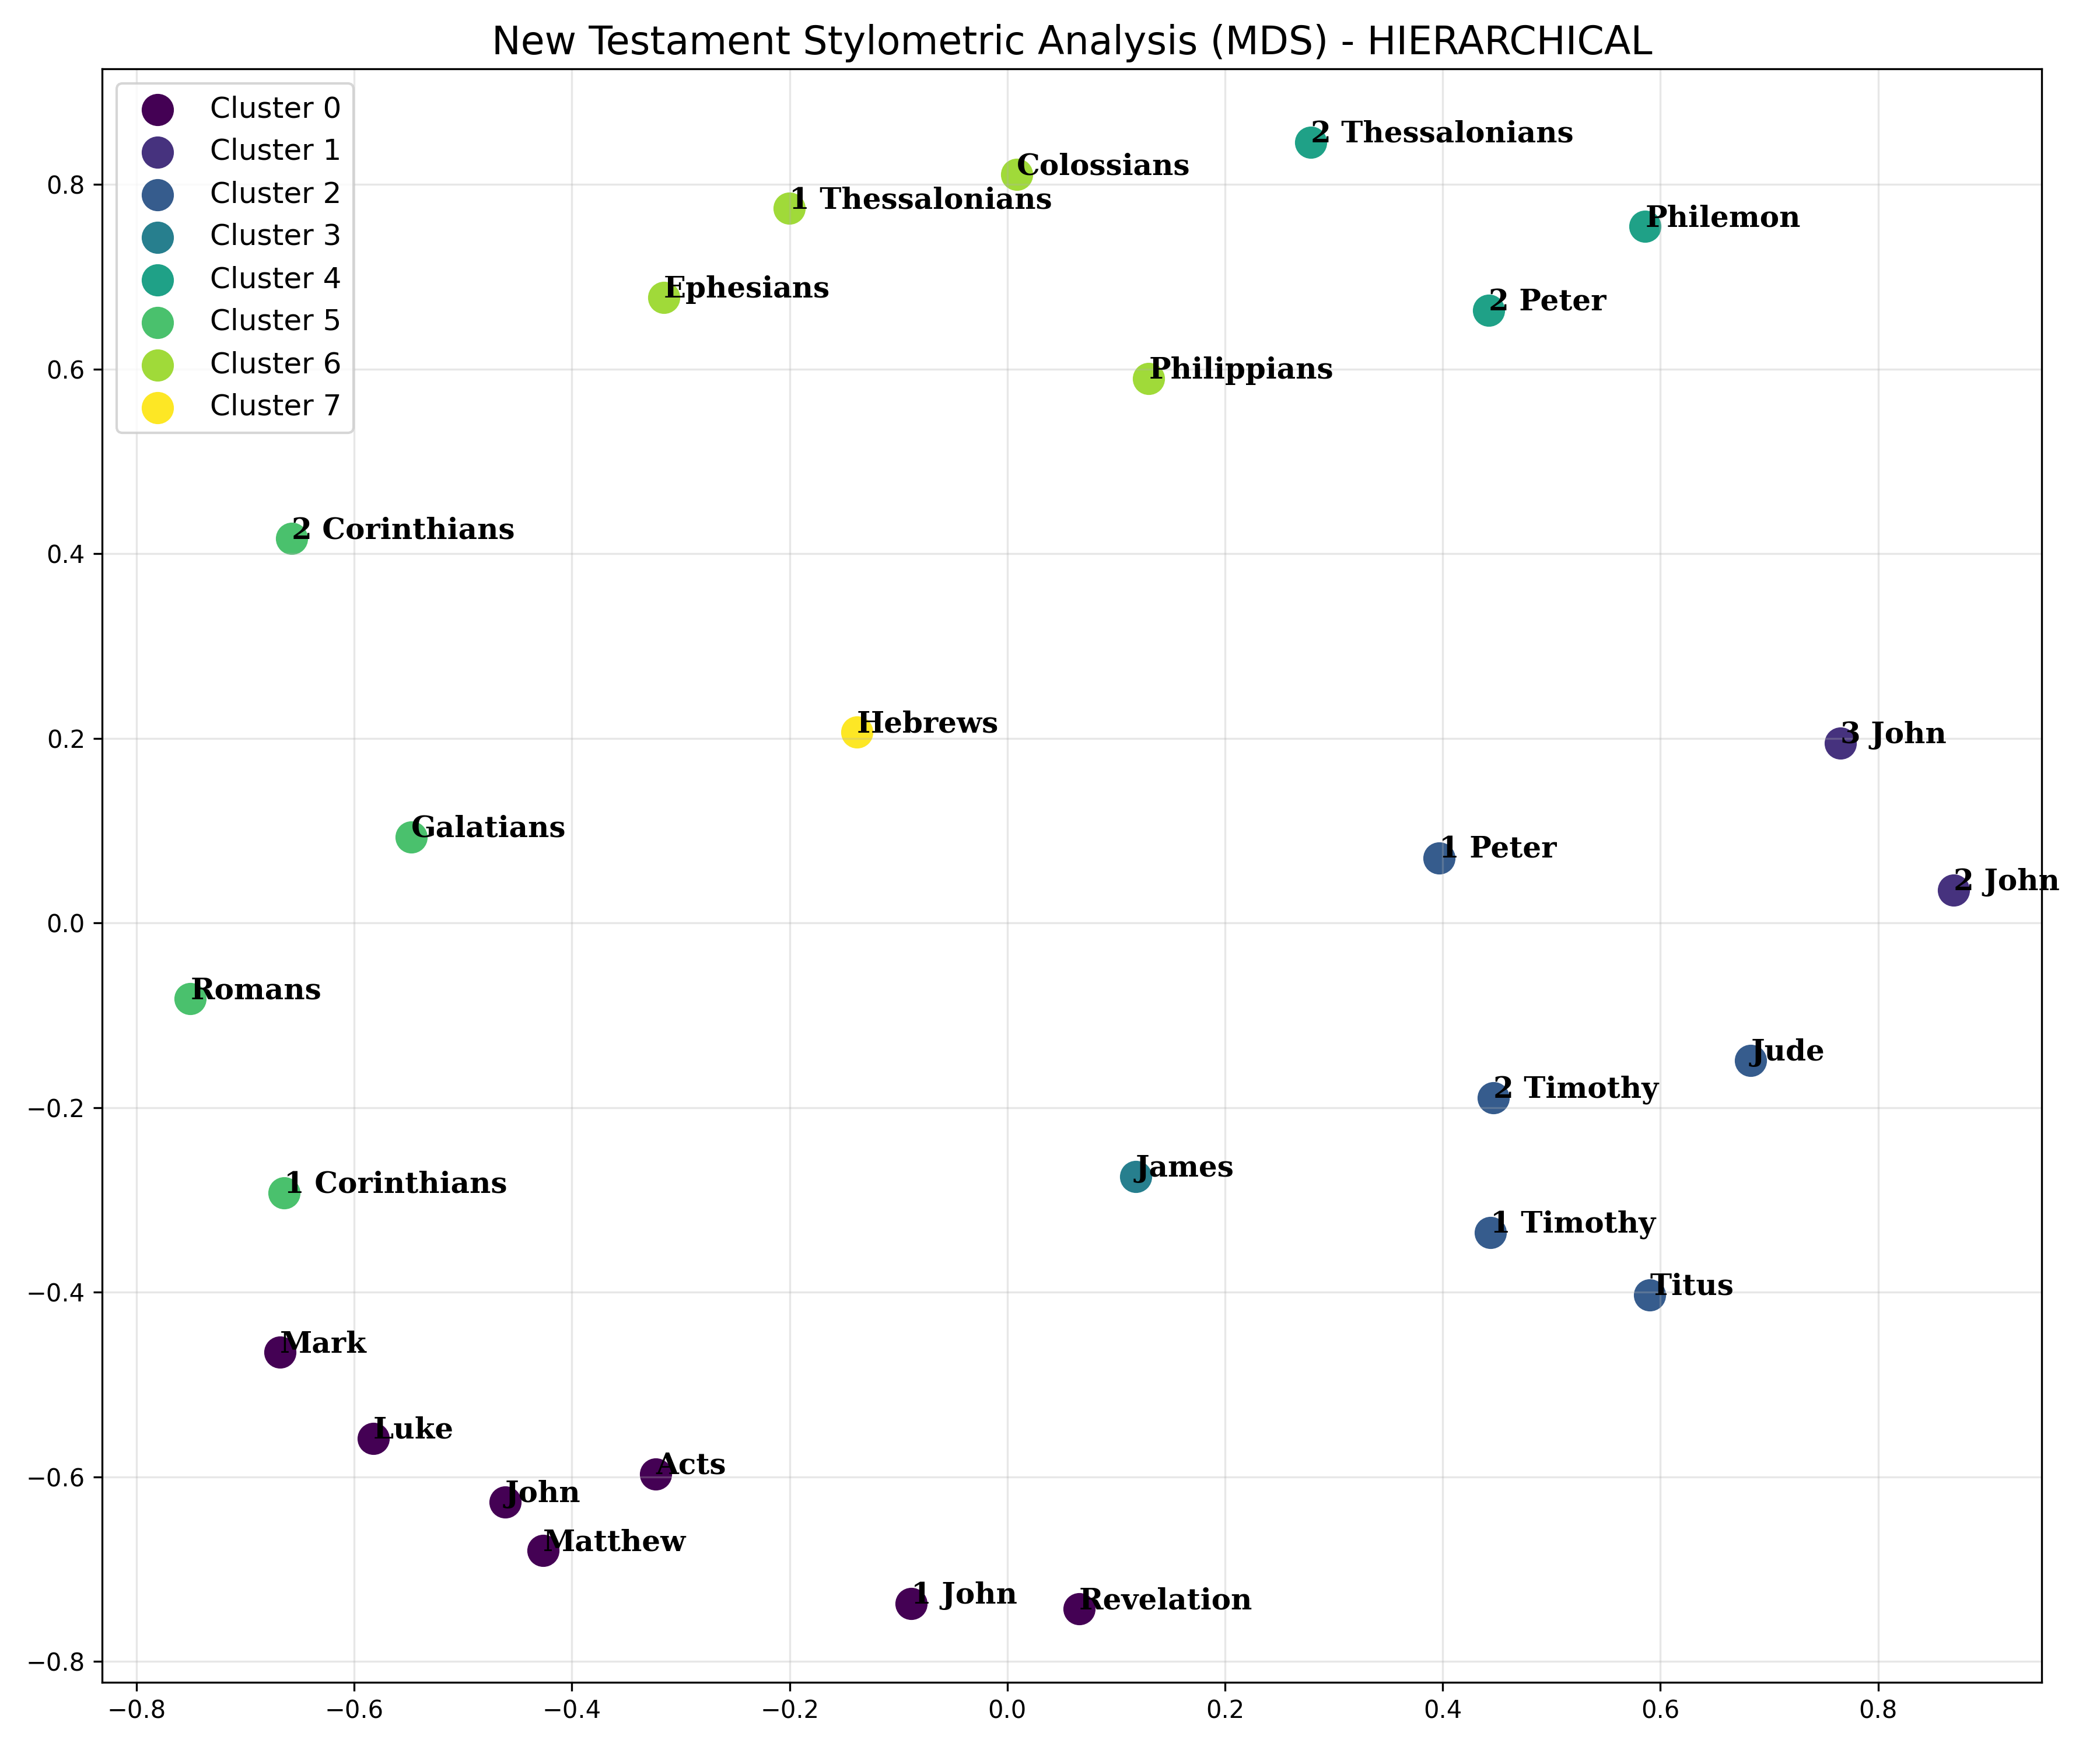 New Testament Stylometric Analysis (MDS) - HIERARCHICAL
Cluster 0
Cluster 1
Cluster 2
Cluster 3
Cluster 4
Cluster 5
Cluster 6
Cluster 7
2 Thessalonians
Colossians
1 Thessalonians
Philemon
Ephesians
2 Peter
Philippians
2 Corinthians
Hebrews
3 John
Galatians
1 Peter
2 John
Romans
Jude
2 Timothy
James
1 Corinthians
1 Timothy
Titus
Mark
Luke
Acts
John
Matthew
1 John
Revelation
0.8
0.6
0.4
0.2
0.0
−0.2
−0.4
−0.6
−0.8
−0.8 −0.6 −0.4 −0.2 0.0 0.2 0.4 0.6 0.8